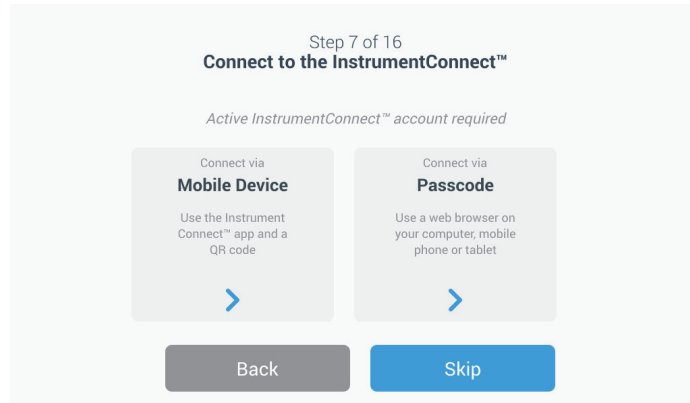 Step 7 of 16
Connect to the InstrumentConnect™
Active InstrumentConnect™ account required
Connect via
Mobile Device
Use the Instrument
Connect™ app and a
QR code
Connect via
Passcode
Use a web browser on
your computer, mobile
phone or tablet
Back
Skip